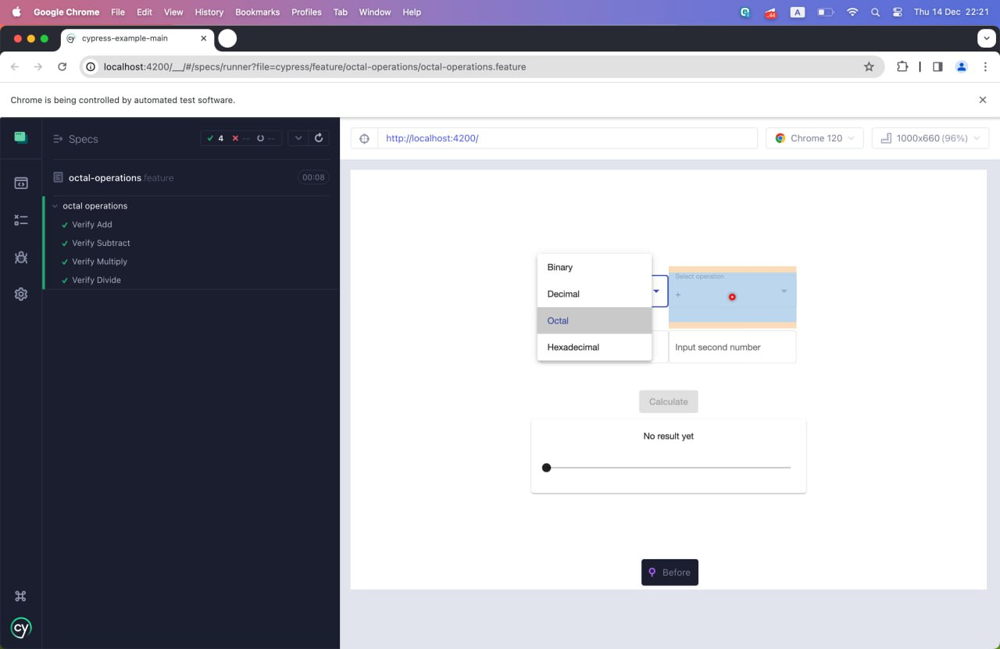 Google Chrome File Edit View History Bookmarks Profiles Tab Window Help 44 A Thu 14 Dec 22:21
cy cypress-example-main
localhost:4200/__/#/specs/runner?file=cypress/feature/octal-operations/octal-operations.feature
Chrome is being controlled by automated test software.
Specs 4 -- --
http://localhost:4200/
Chrome 120
1000x660 (96%)
octal-operations.feature 00:08
octal operations
Verify Add
Verify Subtract
Verify Multiply
Verify Divide
Binary
Decimal
Octal
Hexadecimal
Select operation
+
Input second number
Calculate
No result yet
Before
cy